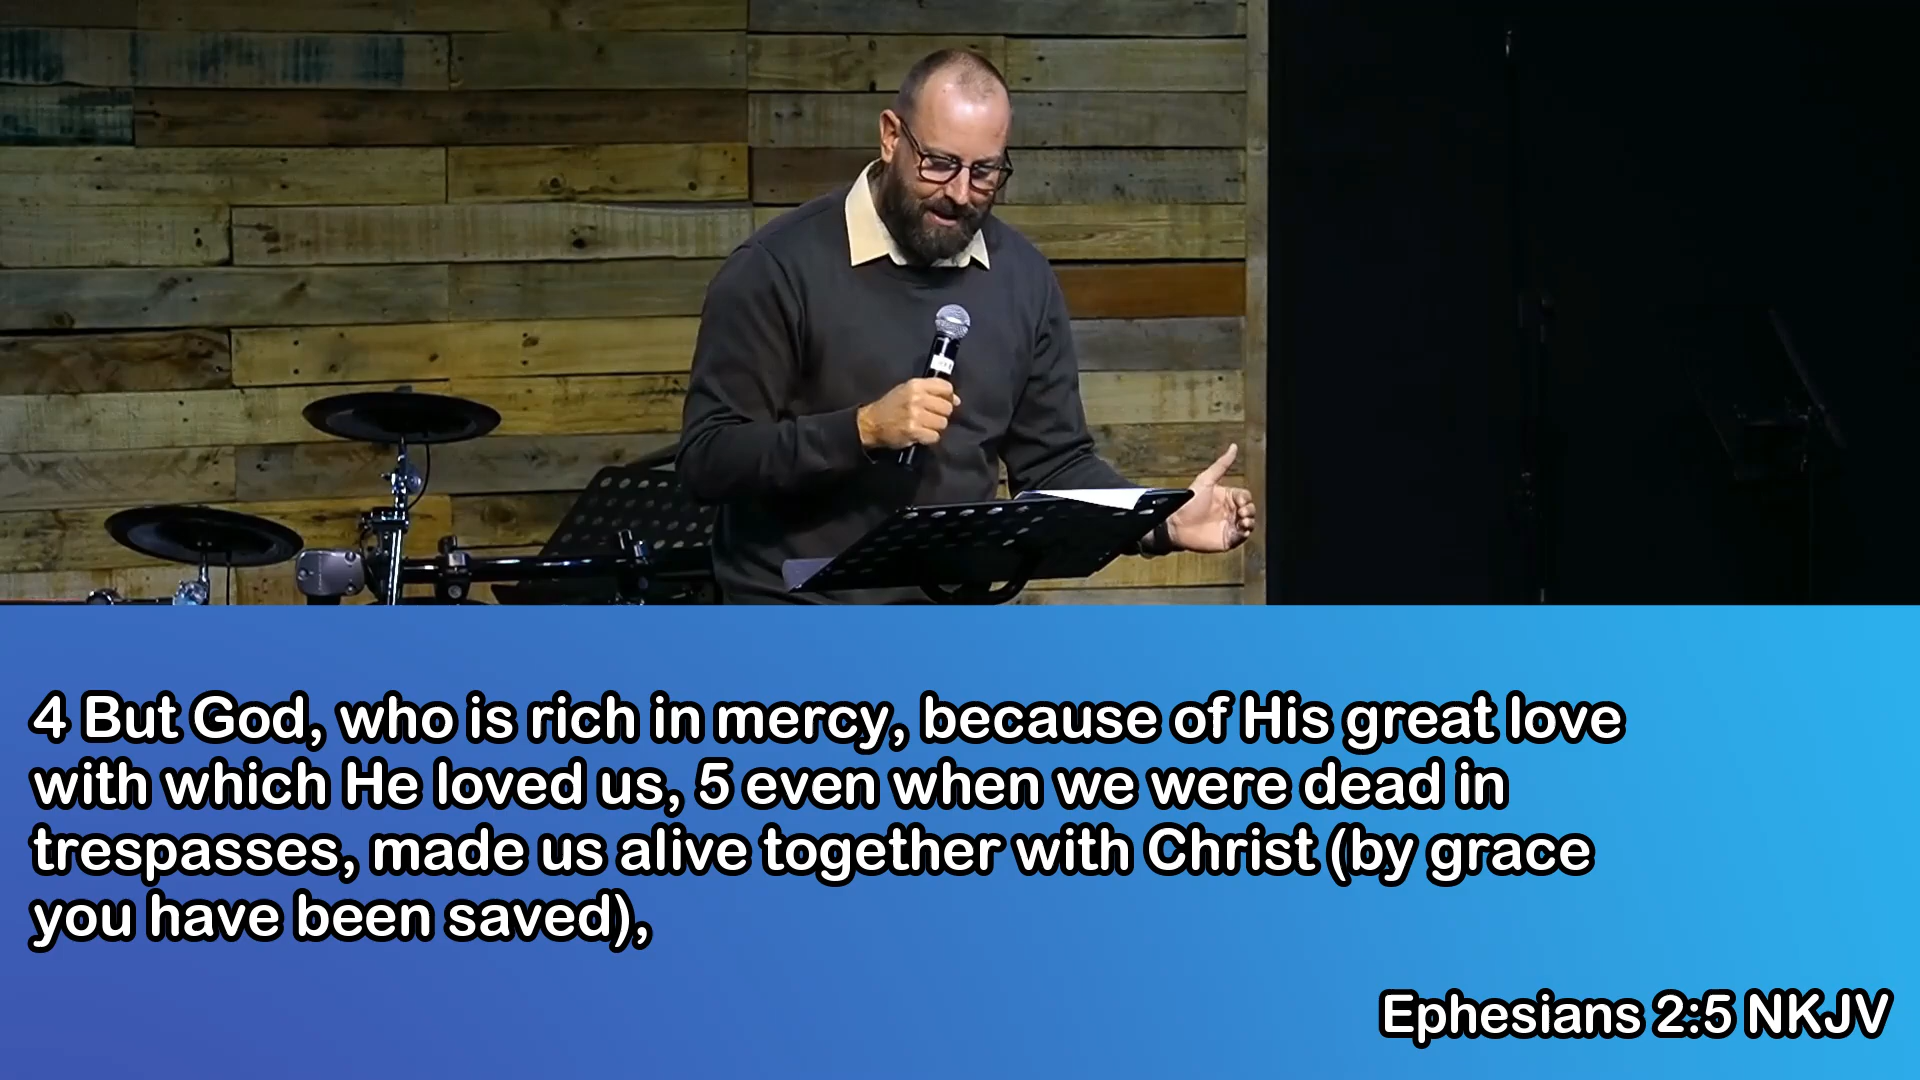 4 But God, who is rich in mercy, because of His great love
with which He loved us, 5 even when we were dead in
trespasses, made us alive together with Christ (by grace
you have been saved),
Ephesians 2:5 NKJV